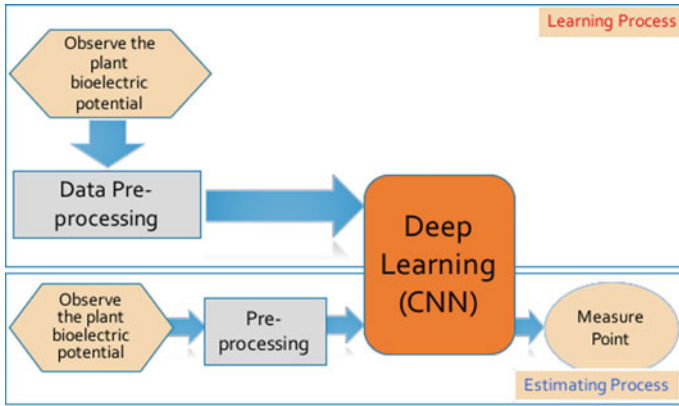 Learning Process
Observe the
plant
bioelectric
potential
Data Pre-
processing
Deep
Learning
(CNN)
Observe
the plant
bioelectric
potential
Pre-
processing
Measure
Point
Estimating Process